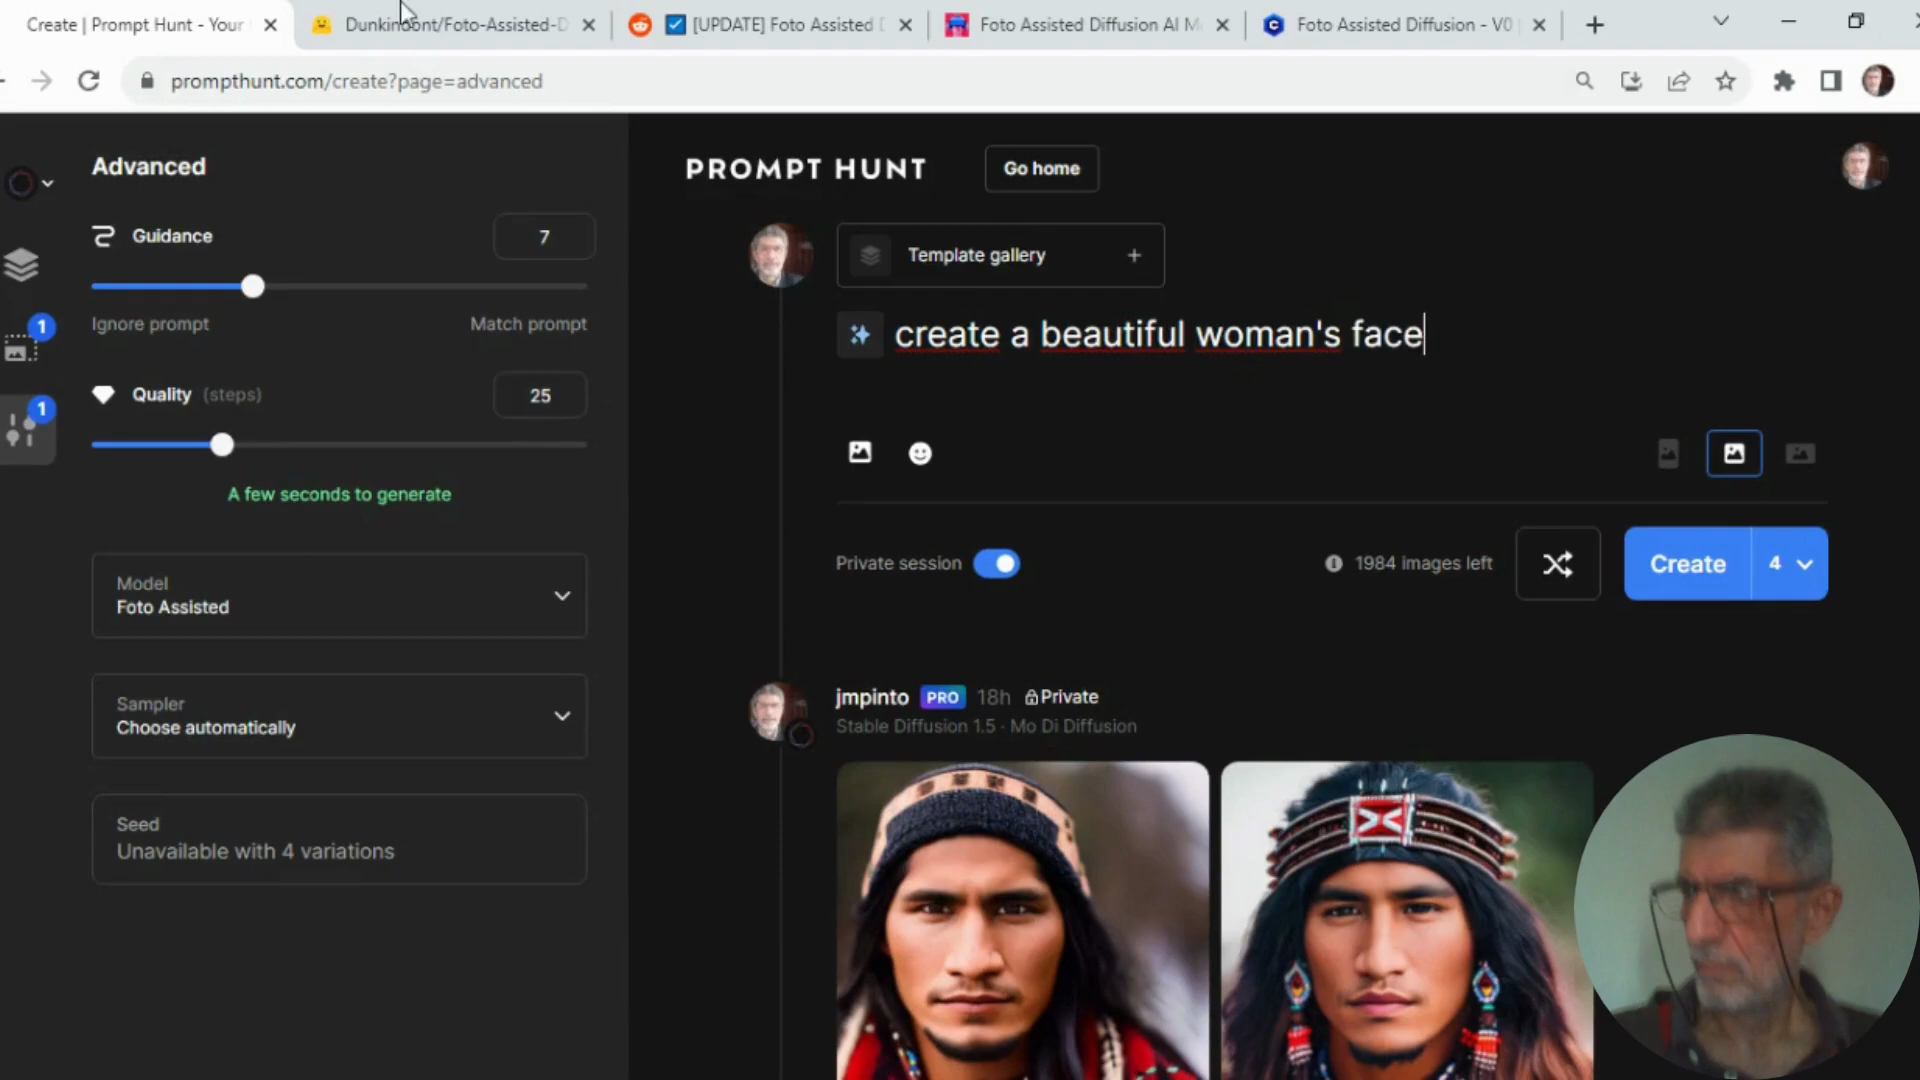 Create | Prompt Hunt - Your
Dunkindont/Foto-Assisted-D
[UPDATE] Foto Assisted D
Foto Assisted Diffusion AI M
Foto Assisted Diffusion - V0
prompthunt.com/create?page=advanced
Advanced
Guidance
7
Ignore prompt
Match prompt
Quality (steps)
25
A few seconds to generate
Model
Foto Assisted
Sampler
Choose automatically
Seed
Unavailable with 4 variations
1
1
PROMPT HUNT
Go home
Template gallery
create a beautiful woman's face
Private session
1984 images left
Create
4
jmpinto PRO 18h Private
Stable Diffusion 1.5 · Mo Di Diffusion